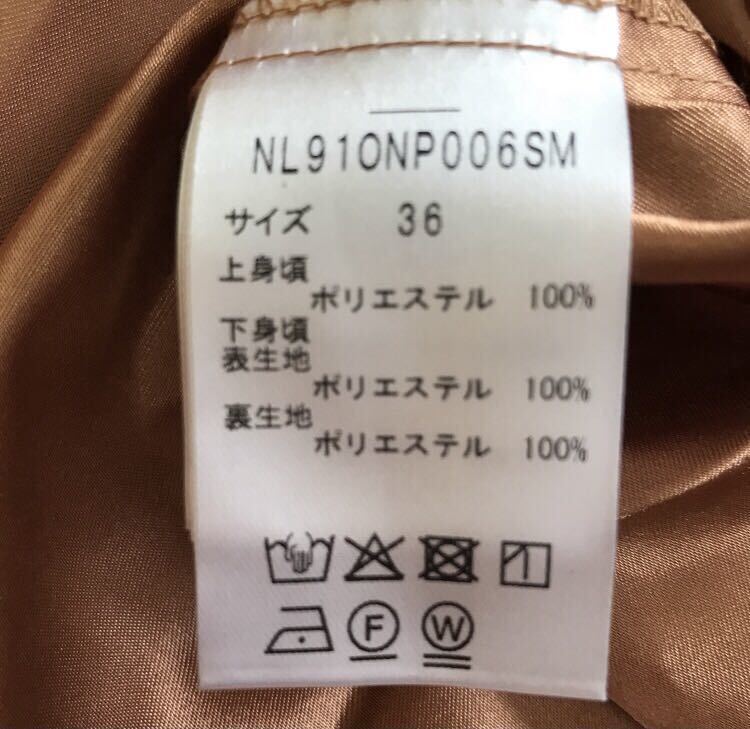 NL91ONP006SM
サイズ 36
上身頃
ポリエステル 100%
下身頃
表生地
ポリエステル 100%
裏生地
ポリエステル 100%
F W